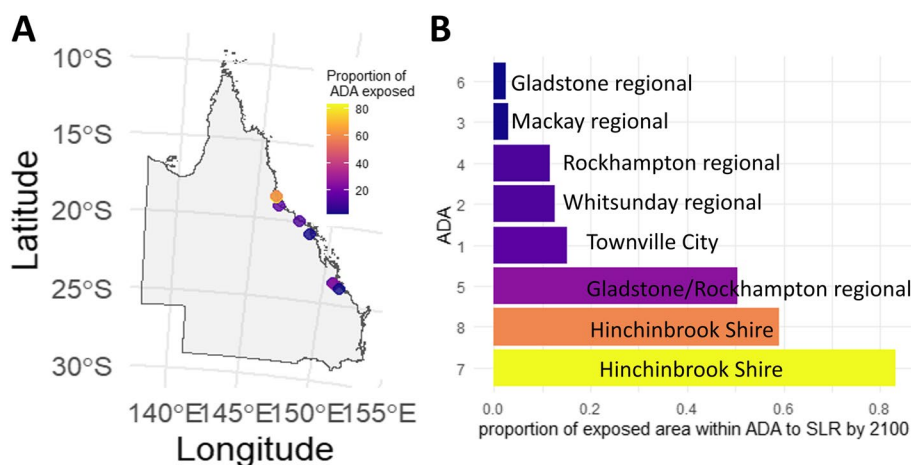 A
10°S
15°S
20°S
25°S
30°S
Latitude
140°E 145°E 150°E 155°E
Longitude
Proportion of
ADA exposed
80
60
40
20
B
ADA
6 Gladstone regional
3 Mackay regional
4 Rockhampton regional
2 Whitsunday regional
1 Townville City
5 Gladstone/Rockhampton regional
8 Hinchinbrook Shire
7 Hinchinbrook Shire
0.0 0.2 0.4 0.6 0.8
proportion of exposed area within ADA to SLR by 2100